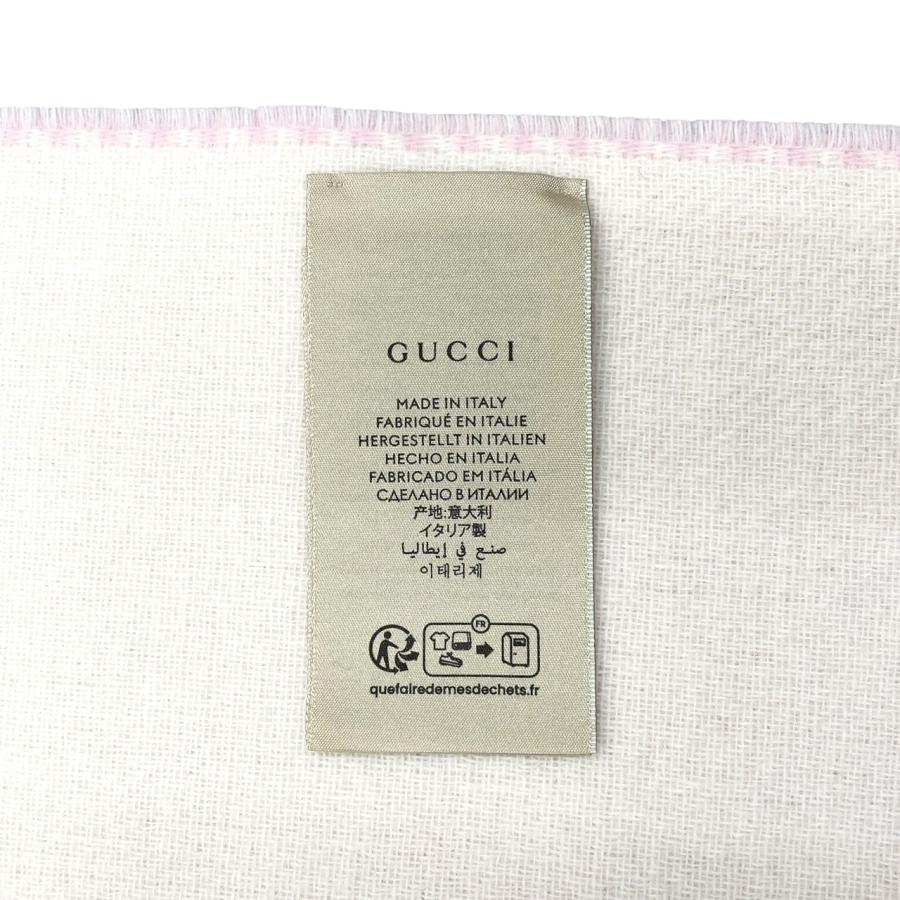 GUCCI
MADE IN ITALY
FABRIQUÉ EN ITALIE
HERGESTELLT IN ITALIEN
HECHO EN ITALIA
FABRICADO EM ITÁLIA
СДЕЛАНО В ИТАЛИИ
产地:意大利
イタリア製
صنع في إيطاليا
이태리제
FR
quefairedemesdechets.fr